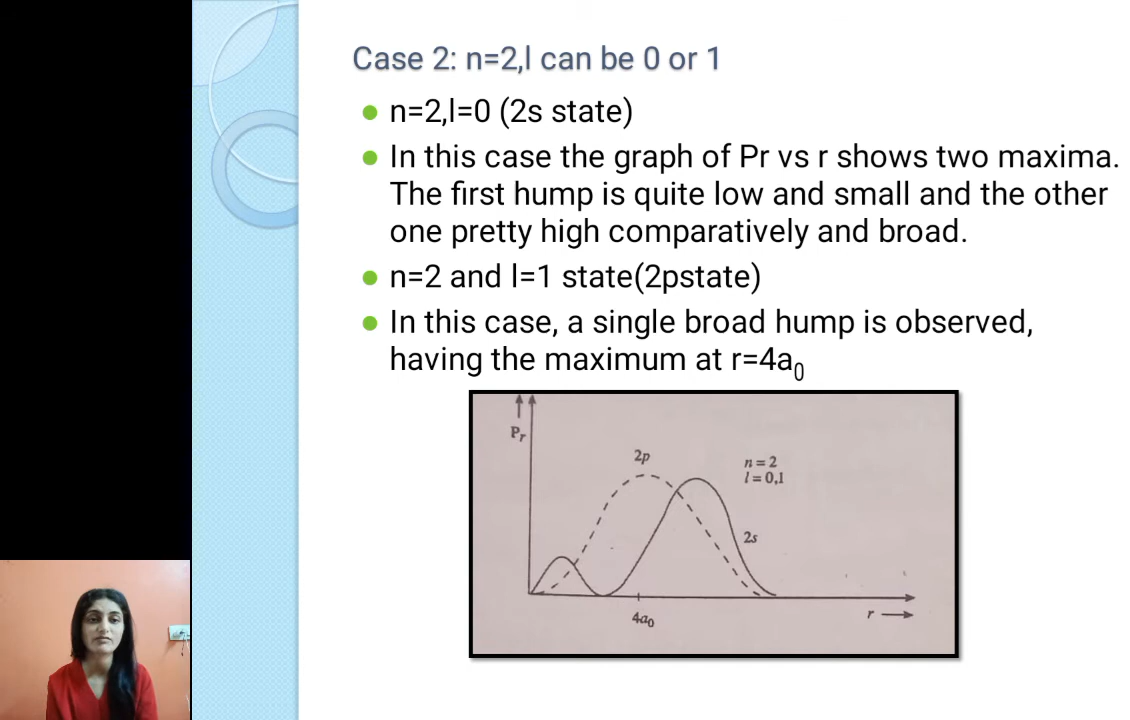 Case 2: n=2,l can be 0 or 1
n=2,l=0 (2s state)
In this case the graph of Pr vs r shows two maxima.
The first hump is quite low and small and the other
one pretty high comparatively and broad.
n=2 and l=1 state(2pstate)
In this case, a single broad hump is observed,
having the maximum at r=4a₀
Pᵣ
2p
n=2
l=0,1
2s
4a₀
r